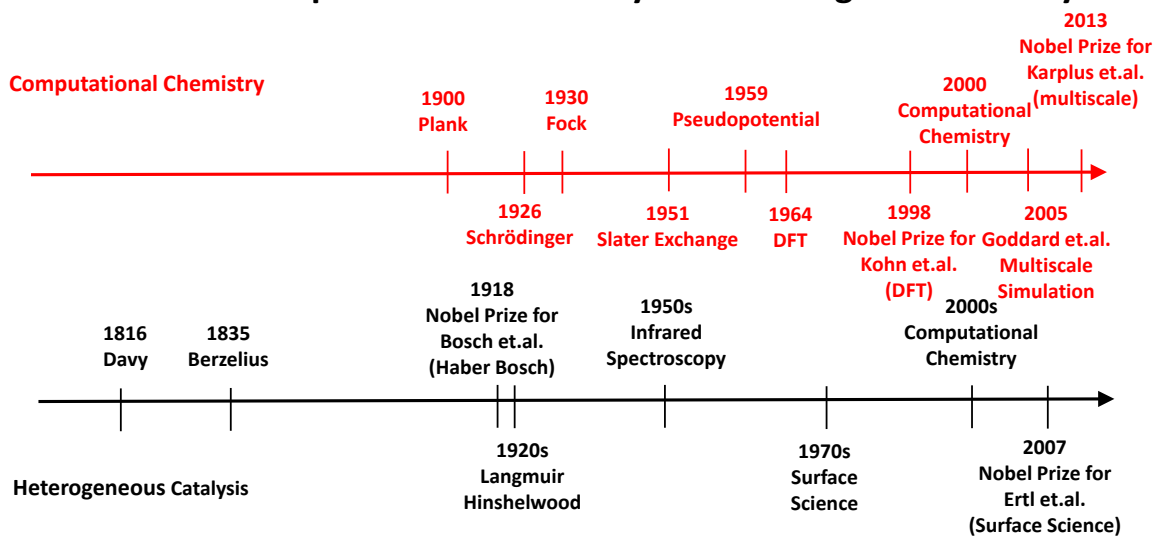 Computational Chemistry
1900
Plank
1930
Fock
1959
Pseudopotential
2000
Computational
Chemistry
2013
Nobel Prize for
Karplus et.al.
(multiscale)
1926
Schrödinger
1951
Slater Exchange
1964
DFT
1998
Nobel Prize for
Kohn et.al.
(DFT)
2005
Goddard et.al.
Multiscale
Simulation
1816
Davy
1835
Berzelius
1918
Nobel Prize for
Bosch et.al.
(Haber Bosch)
1950s
Infrared
Spectroscopy
2000s
Computational
Chemistry
Heterogeneous Catalysis
1920s
Langmuir
Hinshelwood
1970s
Surface
Science
2007
Nobel Prize for
Ertl et.al.
(Surface Science)